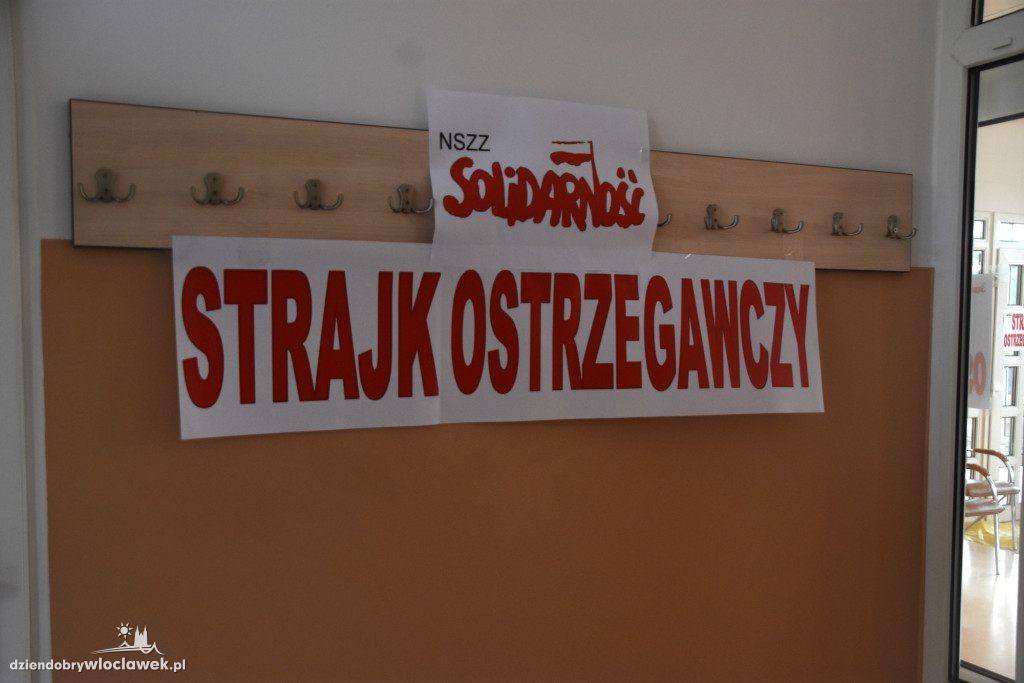 NSZZ
SOLIDARNOŚĆ
STRAJK OSTRZEGAWCZY
dziendobrywloclawek.pl